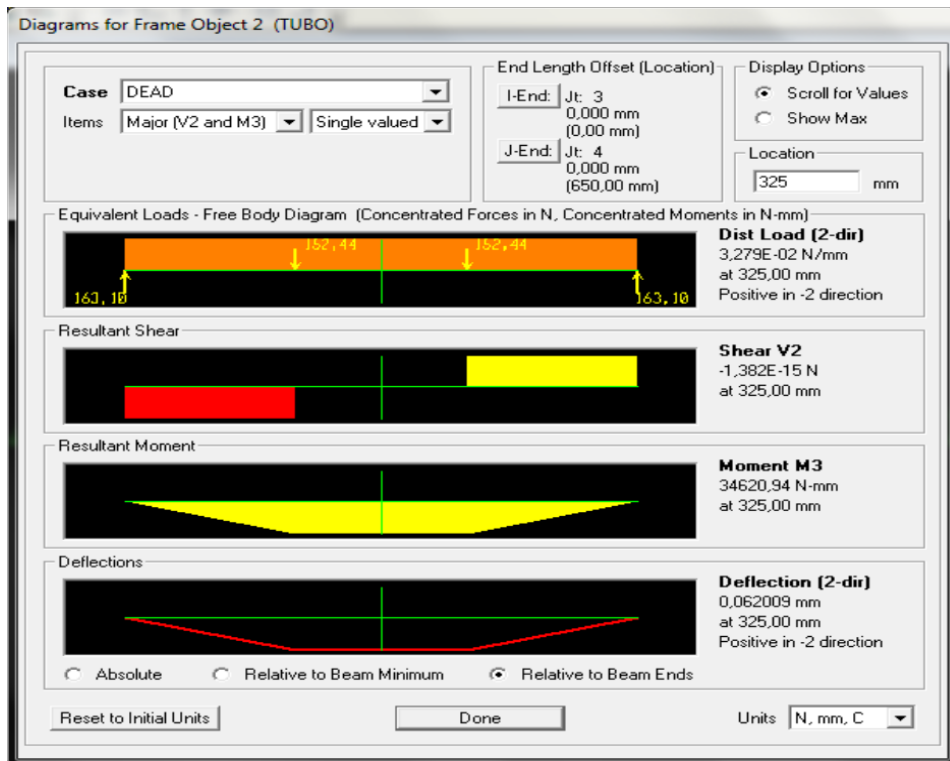 Diagrams for Frame Object 2 (TUBO)
Case DEAD
Items Major (V2 and M3) Single valued
End Length Offset (Location)
I-End: Jt: 3
0,000 mm
(0,00 mm)
J-End: Jt: 4
0,000 mm
(650,00 mm)
Display Options
Scroll for Values
Show Max
Location
325 mm
Equivalent Loads - Free Body Diagram (Concentrated Forces in N, Concentrated Moments in N-mm)
152,44 152,44
163,10 163,10
Dist Load (2-dir)
3,279E-02 N/mm
at 325,00 mm
Positive in -2 direction
Resultant Shear
Shear V2
-1,382E-15 N
at 325,00 mm
Resultant Moment
Moment M3
34620,94 N-mm
at 325,00 mm
Deflections
Deflection (2-dir)
0,062009 mm
at 325,00 mm
Positive in -2 direction
Absolute Relative to Beam Minimum Relative to Beam Ends
Reset to Initial Units Done Units N, mm, C